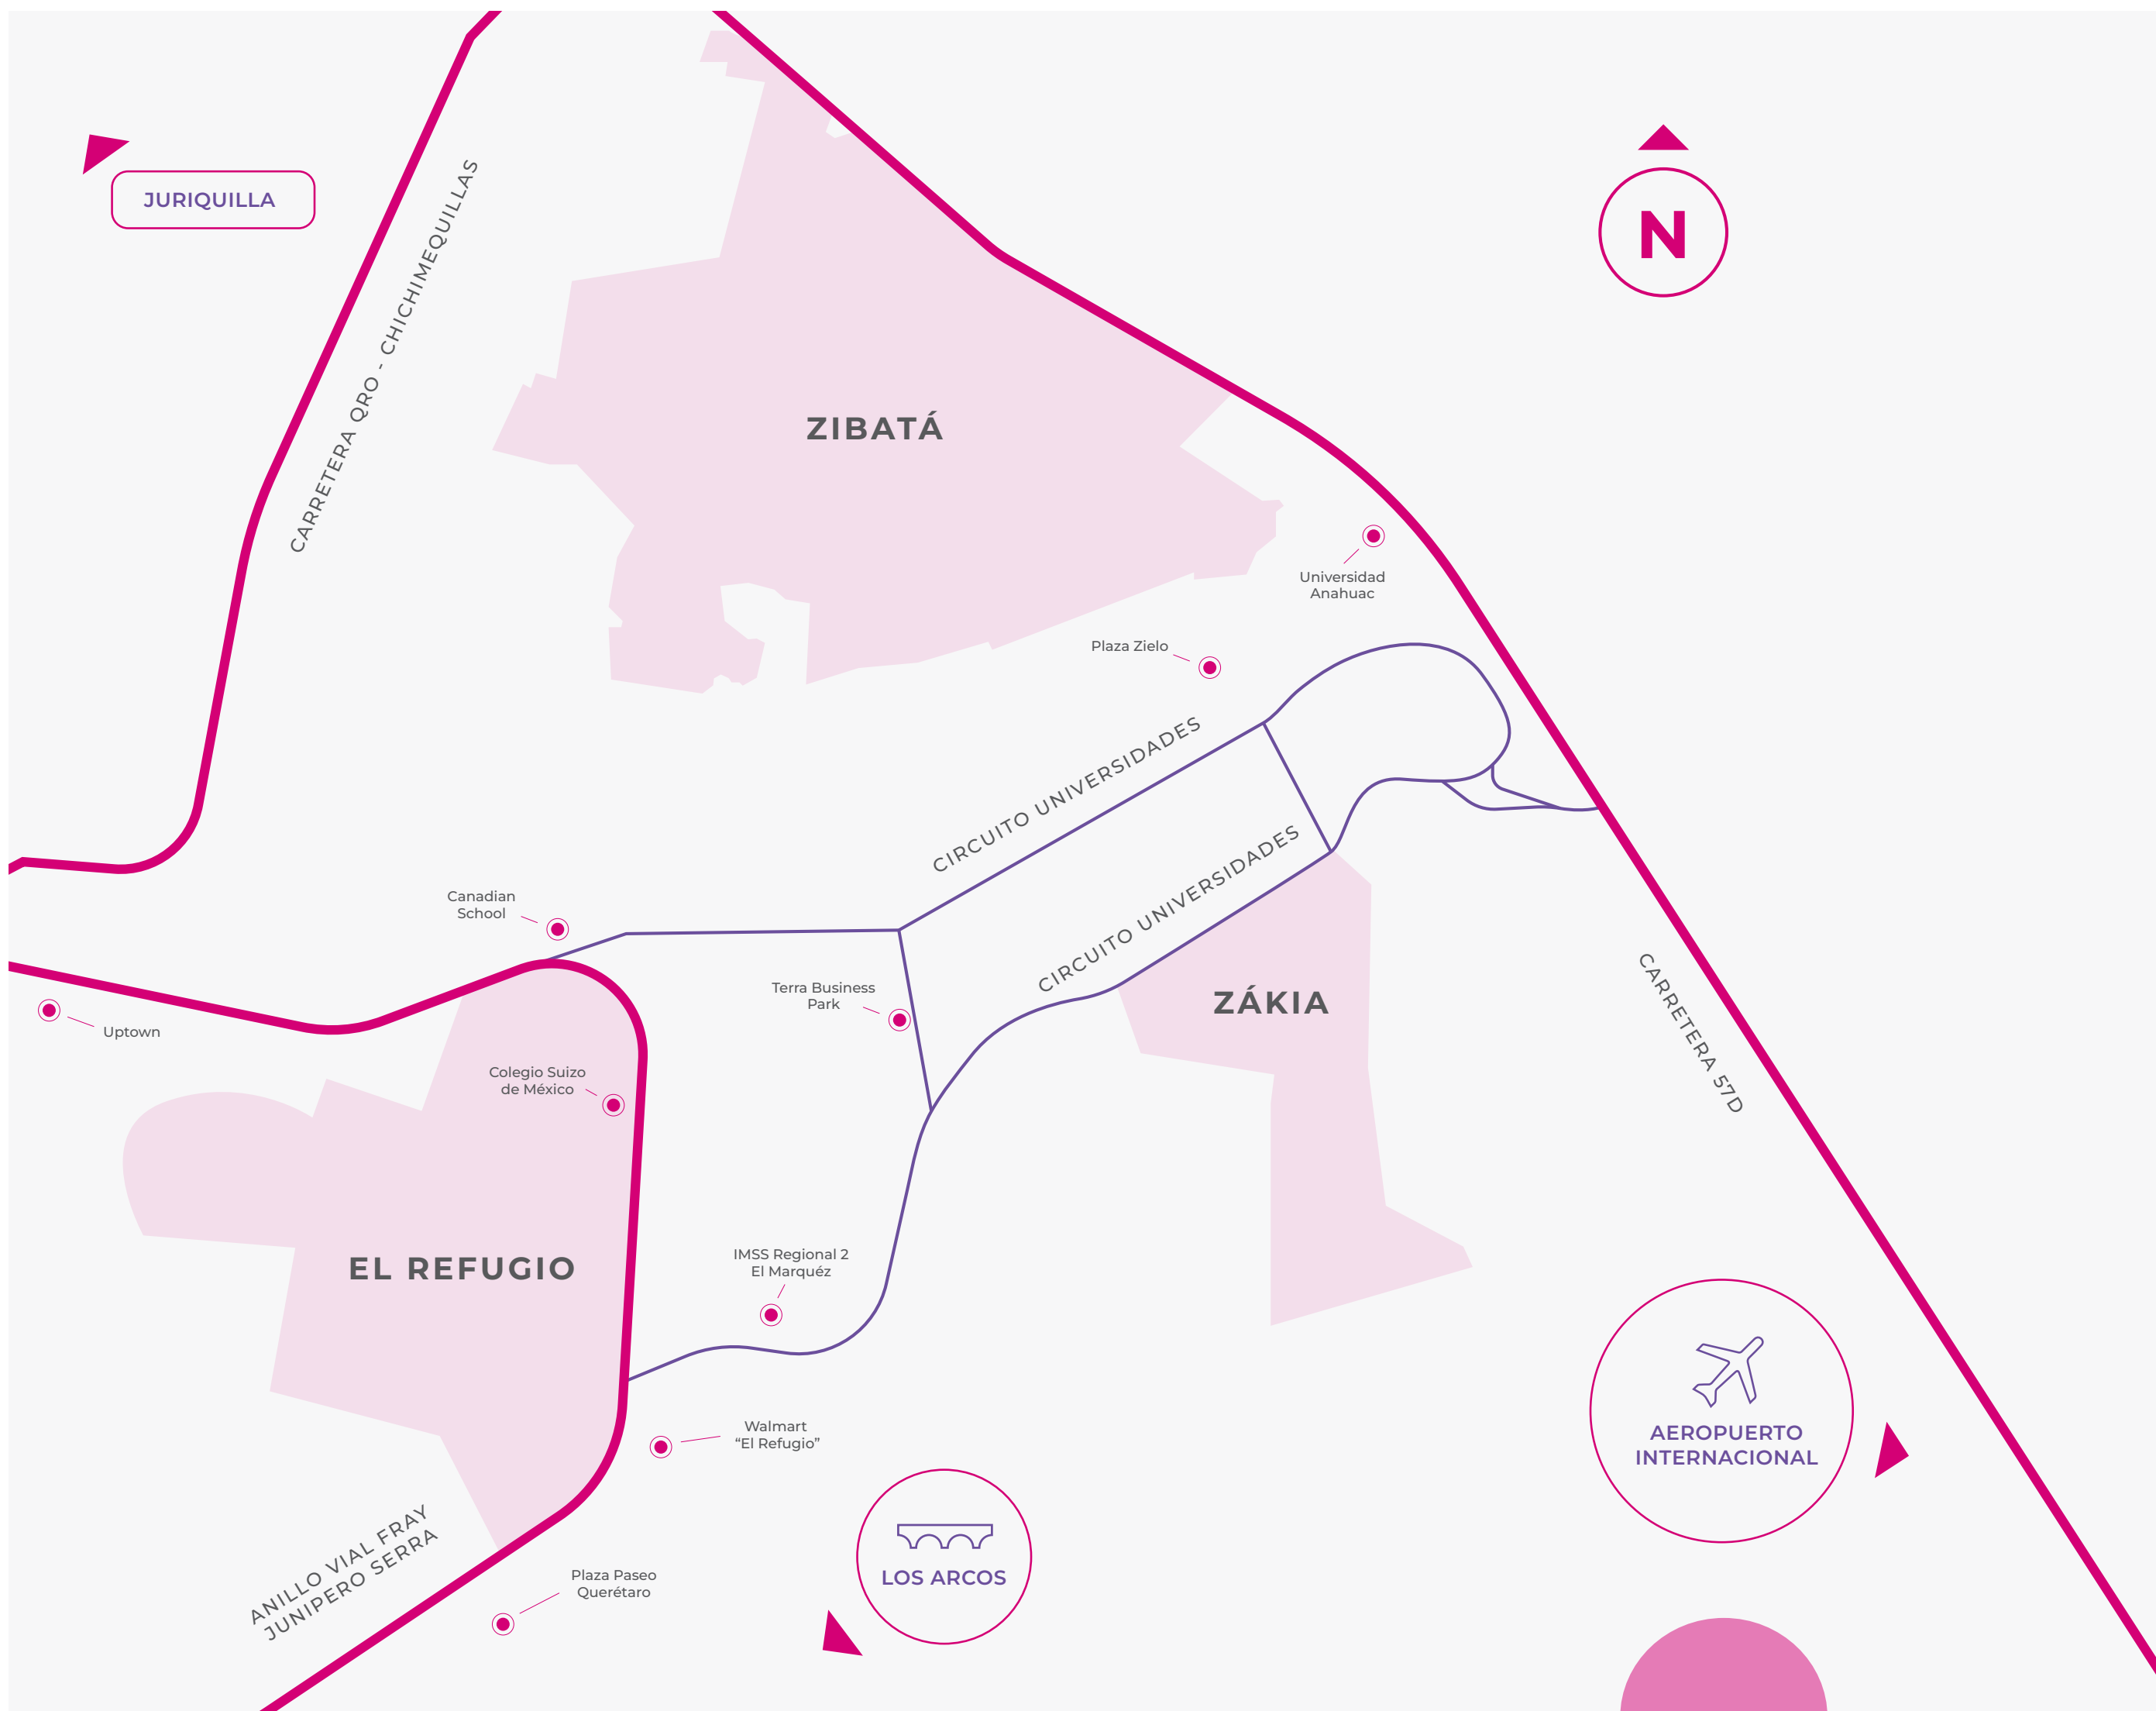 JURIQUILLA
CARRETERA QRO - CHICHIMEQUILLAS
N
ZIBATÁ
Universidad
Anahuac
Plaza Zielo
CIRCUITO UNIVERSIDADES
CIRCUITO UNIVERSIDADES
Canadian
School
Terra Business
Park
ZÁKIA
CARRETERA 57D
Uptown
Colegio Suizo
de México
EL REFUGIO
IMSS Regional 2
El Marquéz
Walmart
“El Refugio”
AEROPUERTO
INTERNACIONAL
LOS ARCOS
ANILLO VIAL FRAY
JUNIPERO SERRA
Plaza Paseo
Querétaro